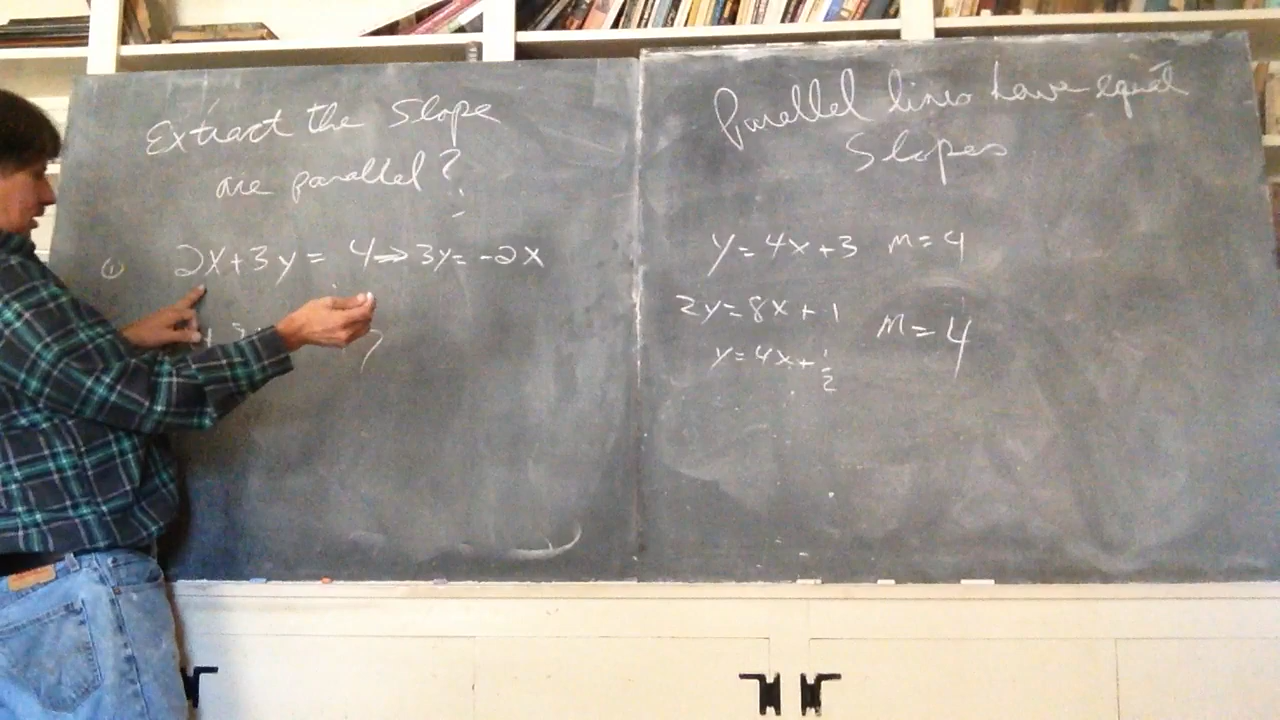 Extract the Slope
are parallel?
① 2x+3y = 4 ⇒ 3y = -2x
7
Parallel lines have equal
Slopes
y = 4x+3 m=4
2y=8x+1
m=4
y=4x+½